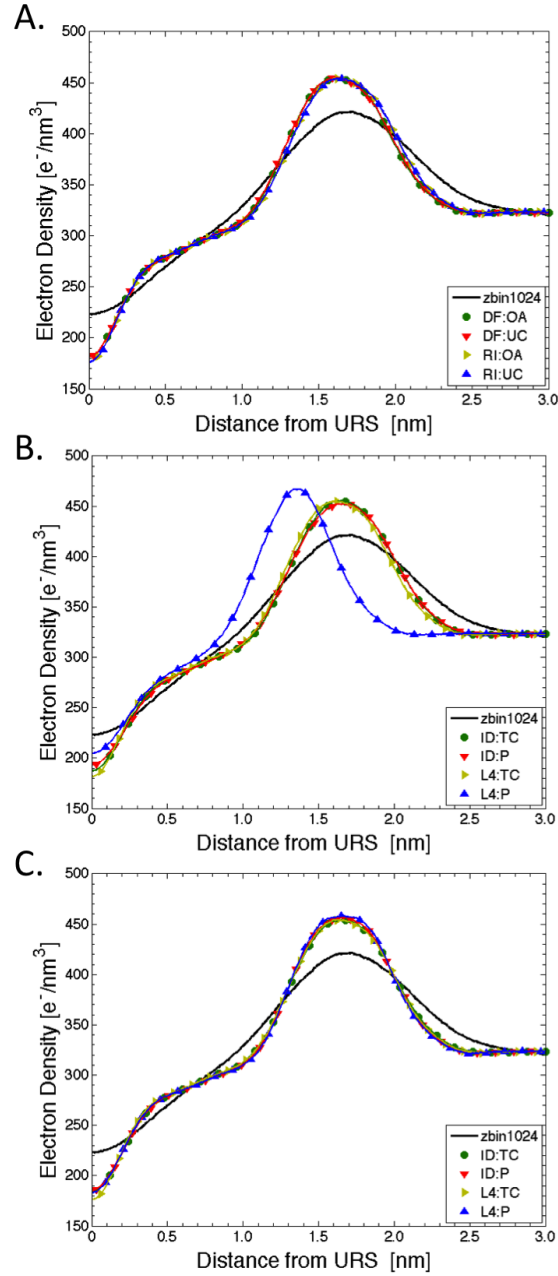 A.
500
450
400
350
300
250
200
150
Electron Density [e⁻/nm³]
0
0.5
1.0
1.5
2.0
2.5
3.0
Distance from URS [nm]
zbin1024
DF:OA
DF:UC
RI:OA
RI:UC
B.
500
450
400
350
300
250
200
150
Electron Density [e⁻/nm³]
0
0.5
1.0
1.5
2.0
2.5
3.0
Distance from URS [nm]
zbin1024
ID:TC
ID:P
L4:TC
L4:P
C.
500
450
400
350
300
250
200
150
Electron Density [e⁻/nm³]
0
0.5
1.0
1.5
2.0
2.5
3.0
Distance from URS [nm]
zbin1024
ID:TC
ID:P
L4:TC
L4:P